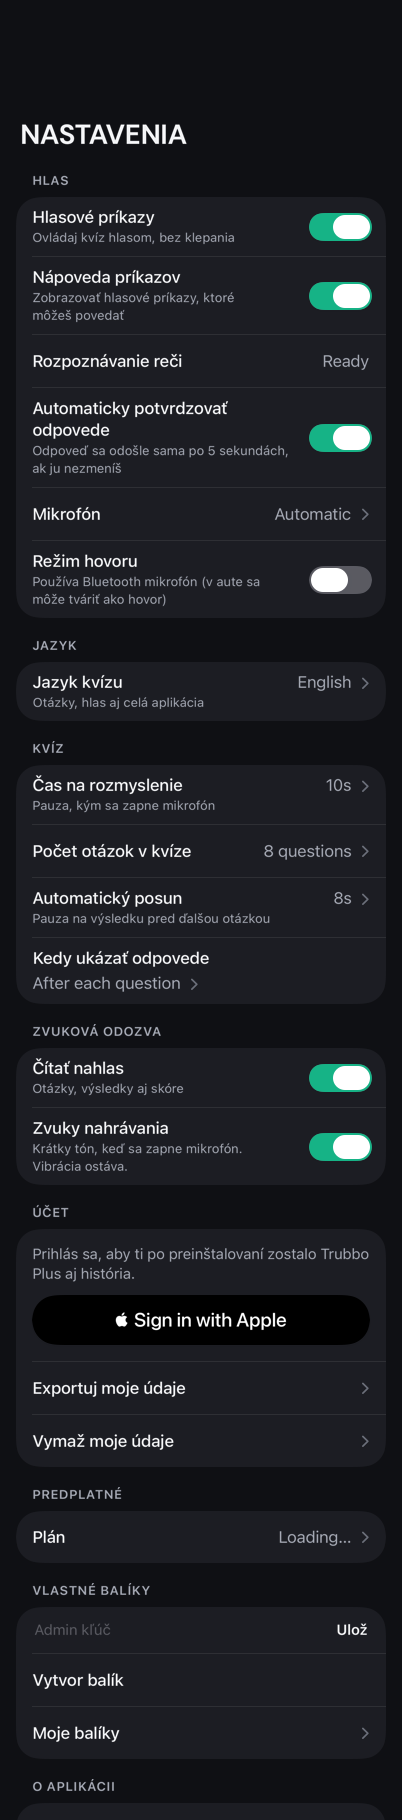 NASTAVENIA
HLAS
Hlasové príkazy
Ovládaj kvíz hlasom, bez klepania
Nápoveda príkazov
Zobrazovať hlasové príkazy, ktoré
môžeš povedať
Rozpoznávanie reči
Ready
Automaticky potvrdzovať
odpovede
Odpoveď sa odošle sama po 5 sekundách,
ak ju nezmeníš
Mikrofón
Automatic
Režim hovoru
Používa Bluetooth mikrofón (v aute sa
môže tváriť ako hovor)
JAZYK
Jazyk kvízu
English
Otázky, hlas aj celá aplikácia
KVÍZ
Čas na rozmyslenie
10s
Pauza, kým sa zapne mikrofón
Počet otázok v kvíze
8 questions
Automatický posun
8s
Pauza na výsledku pred ďalšou otázkou
Kedy ukázať odpovede
After each question
ZVUKOVÁ ODOZVA
Čítať nahlas
Otázky, výsledky aj skóre
Zvuky nahrávania
Krátky tón, keď sa zapne mikrofón.
Vibrácia ostáva.
ÚČET
Prihlás sa, aby ti po preinštalovaní zostalo Trubbo
Plus aj história.
Sign in with Apple
Exportuj moje údaje
Vymaž moje údaje
PREDPLATNÉ
Plán
Loading...
VLASTNÉ BALÍKY
Admin kľúč
Ulož
Vytvor balík
Moje balíky
O APLIKÁCII